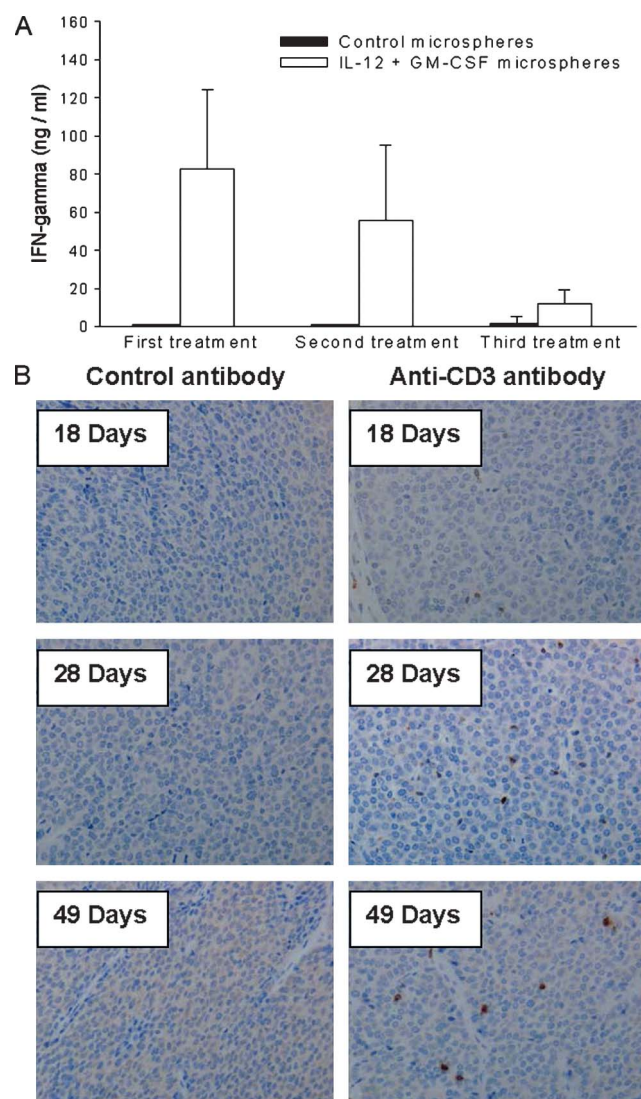 A
160
140
120
100
80
60
40
20
0
IFN-gamma (ng / ml)
Control microspheres
IL-12 + GM-CSF microspheres
First treatment
Second treatment
Third treatment
B
Control antibody
Anti-CD3 antibody
18 Days
18 Days
28 Days
28 Days
49 Days
49 Days